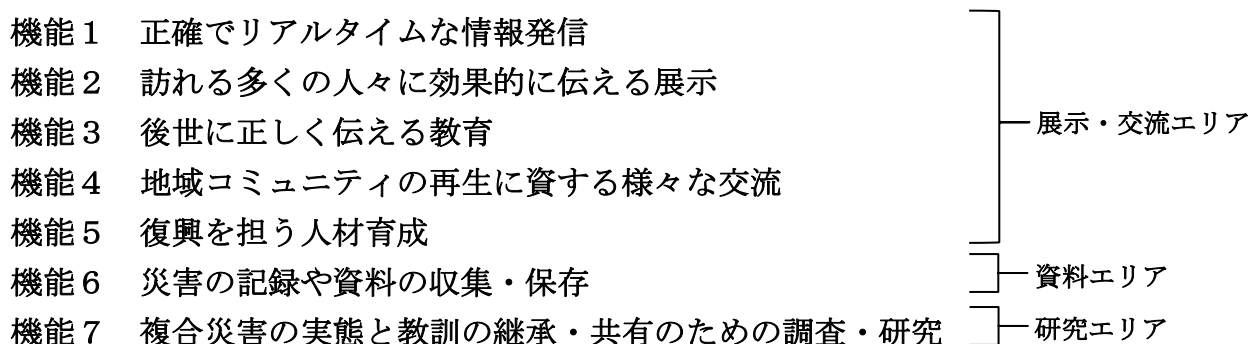 機能１　正確でリアルタイムな情報発信
機能２　訪れる多くの人々に効果的に伝える展示
機能３　後世に正しく伝える教育
機能４　地域コミュニティの再生に資する様々な交流
機能５　復興を担う人材育成
展示・交流エリア
機能６　災害の記録や資料の収集・保存
資料エリア
機能７　複合災害の実態と教訓の継承・共有のための調査・研究
研究エリア